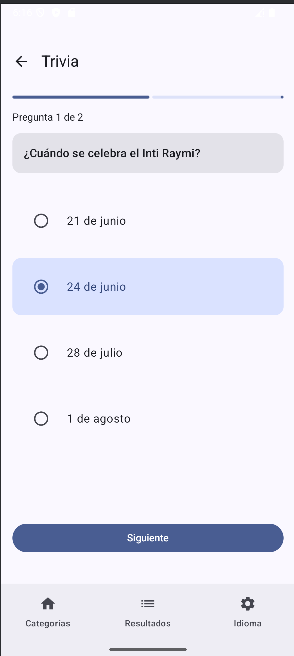 Trivia
Pregunta 1 de 2
¿Cuándo se celebra el Inti Raymi?
21 de junio
24 de junio
28 de julio
1 de agosto
Siguiente
Categorias
Resultados
Idioma